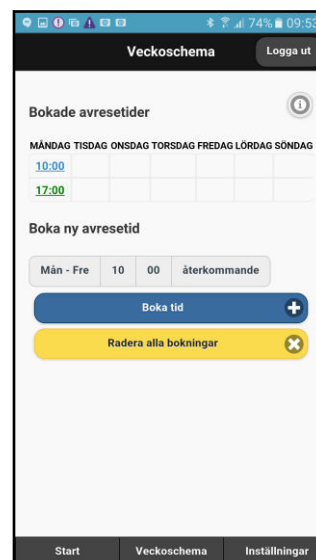 74% 09:53
Veckoschema Logga ut
Bokade avresetider
MÅNDAG TISDAG ONSDAG TORSDAG FREDAG LÖRDAG SÖNDAG
10:00
17:00
Boka ny avresetid
Mån - Fre 10 00 återkommande
Boka tid
Radera alla bokningar
Start Veckoschema Inställningar